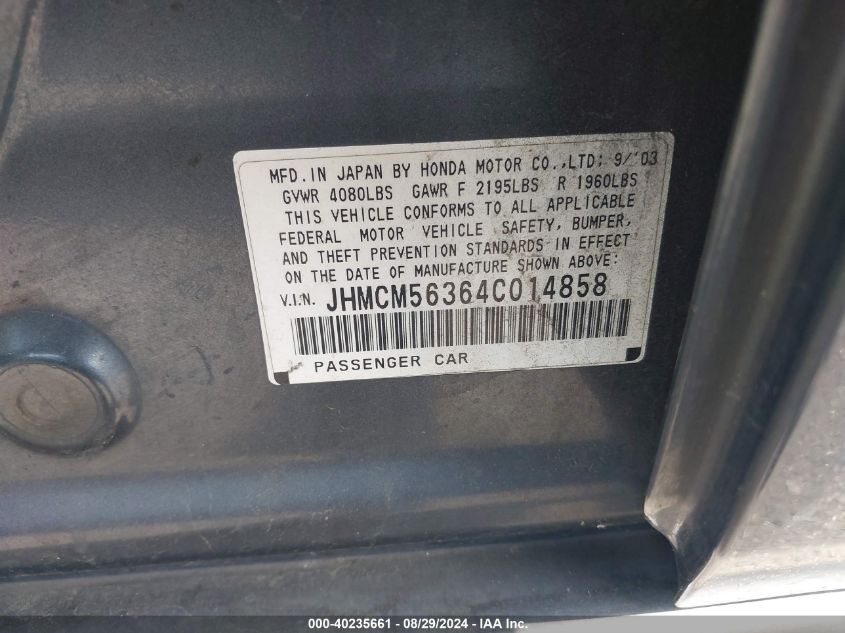 MFD. IN JAPAN BY HONDA MOTOR CO.,LTD: 9/'03
GVWR 4080LBS GAWR F 2195LBS R 1960LBS
THIS VEHICLE CONFORMS TO ALL APPLICABLE
FEDERAL MOTOR VEHICLE SAFETY, BUMPER,
AND THEFT PREVENTION STANDARDS IN EFFECT
ON THE DATE OF MANUFACTURE SHOWN ABOVE:
V.I.N. JHMCM56364C014858
PASSENGER CAR
000-40235661 - 08/29/2024 - IAA Inc.